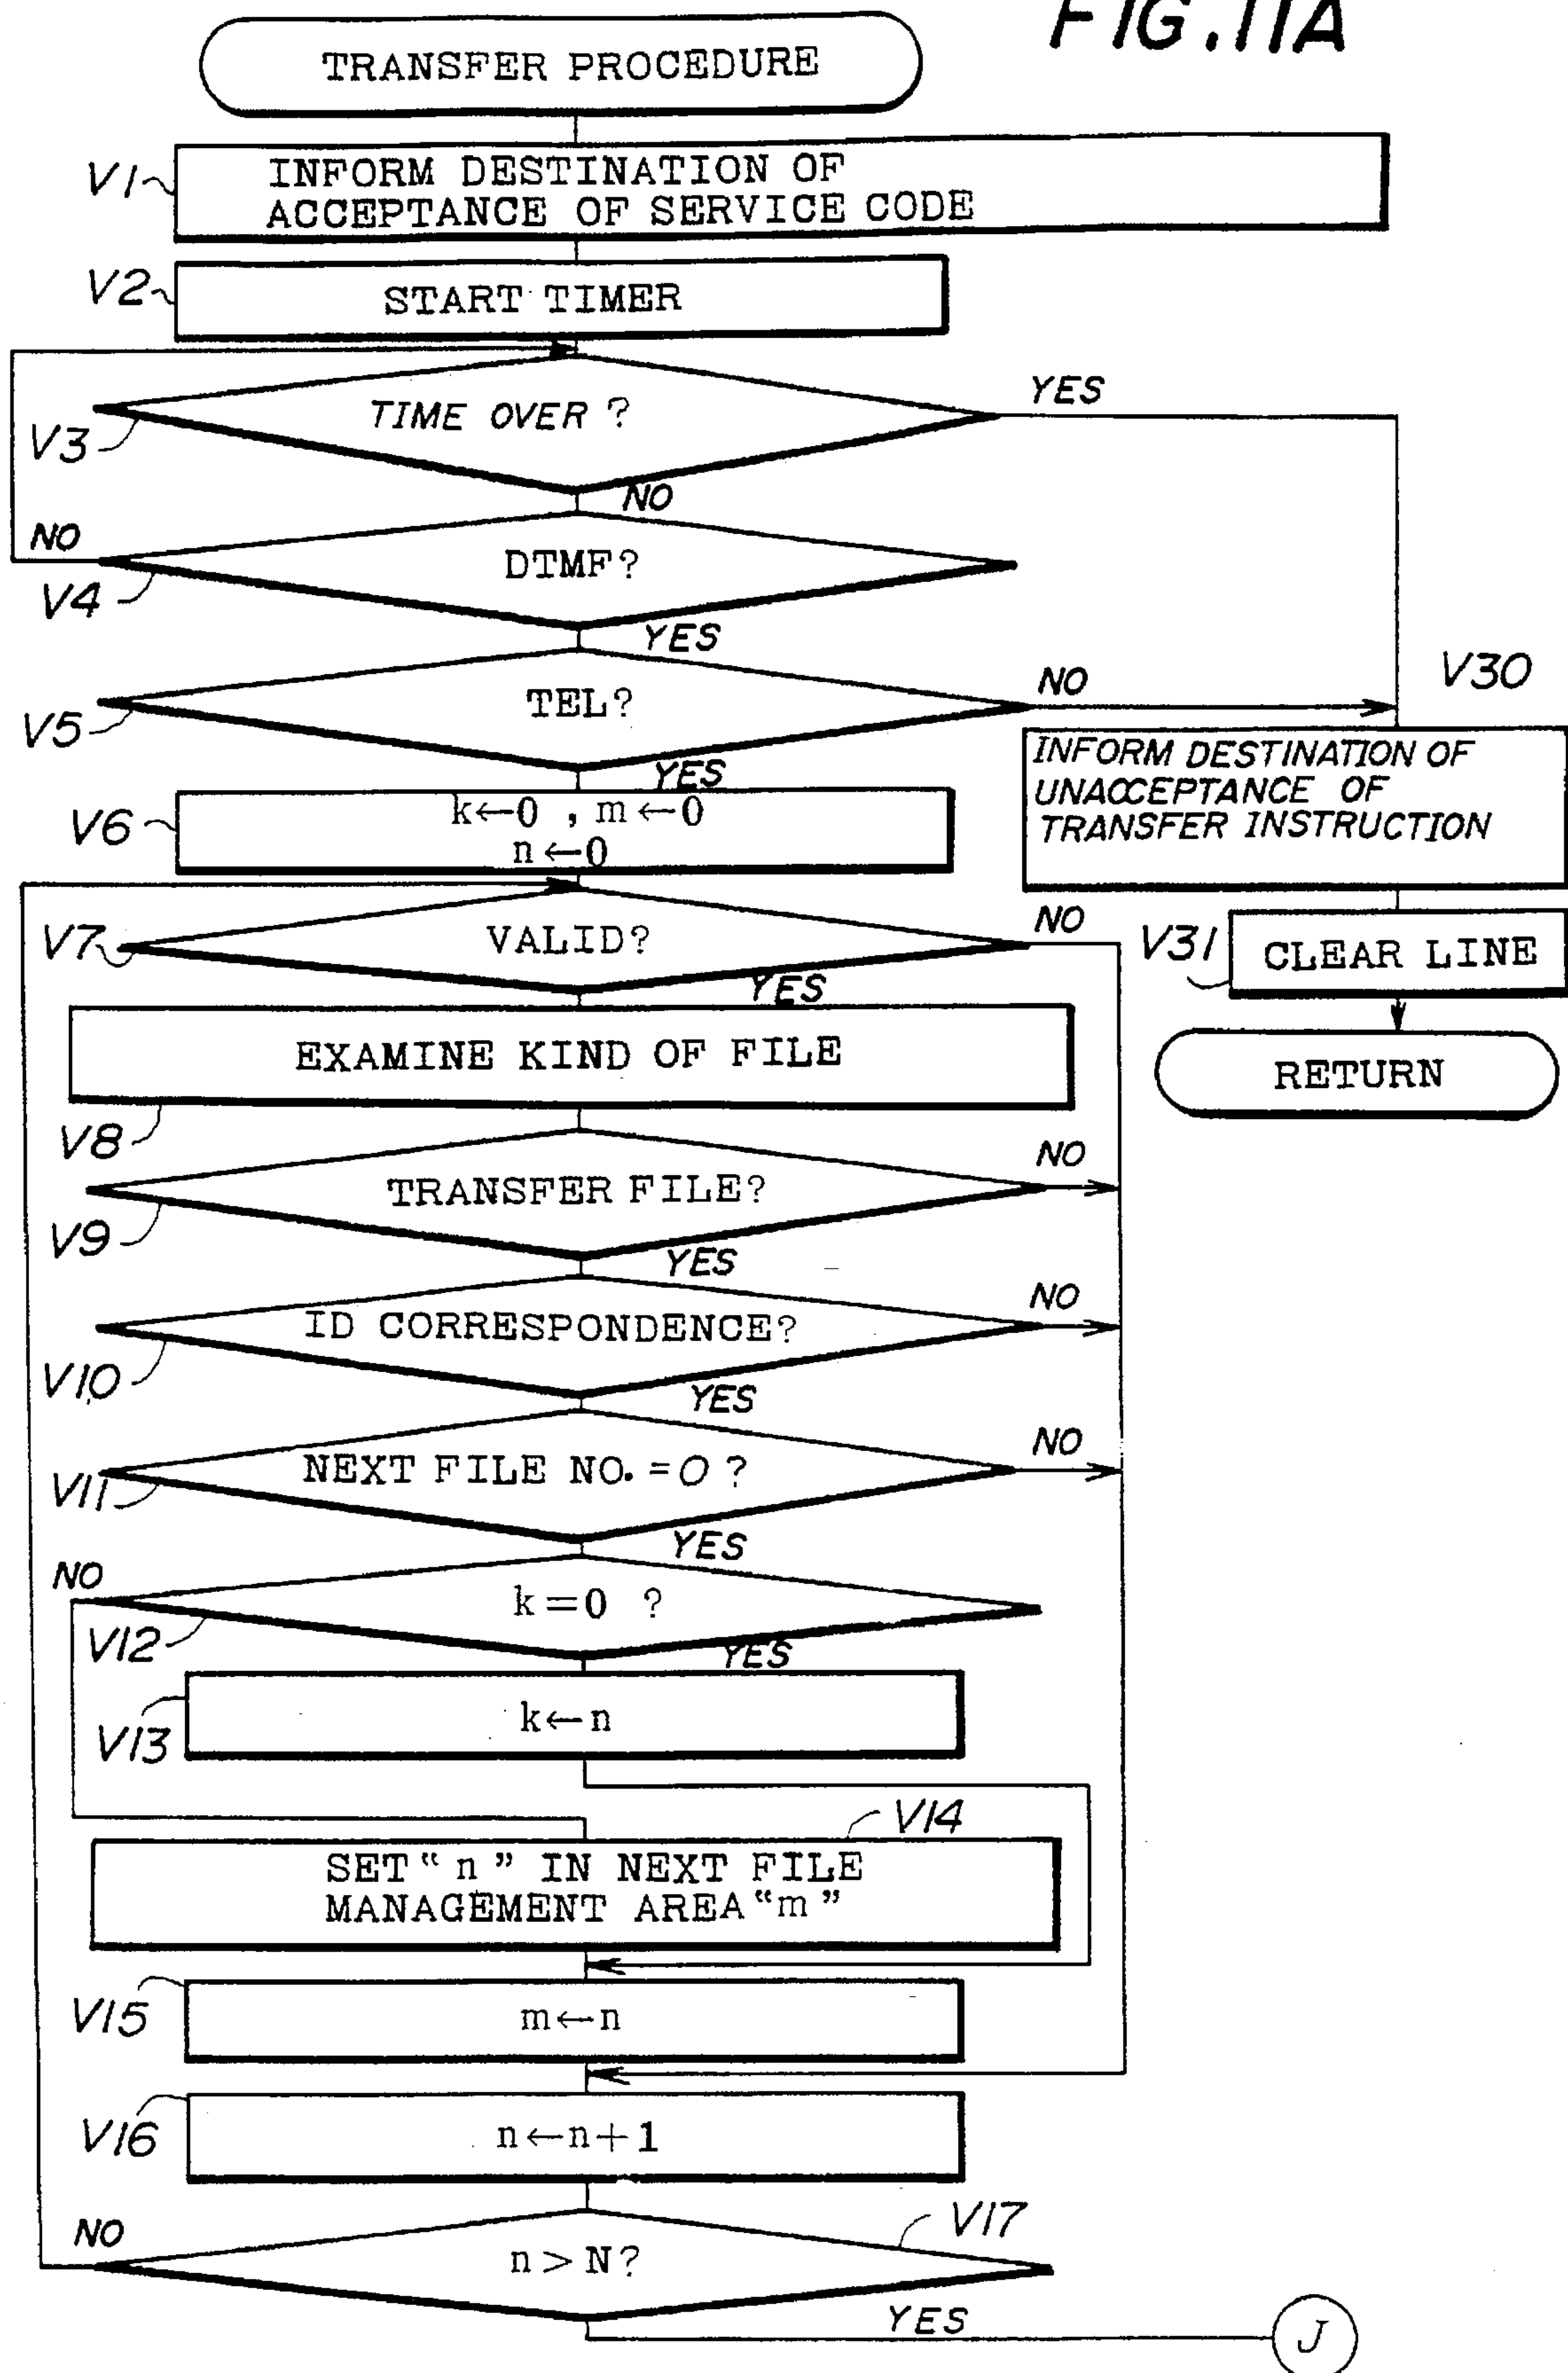 FIG.11A
TRANSFER PROCEDURE
V1
INFORM DESTINATION OF
ACCEPTANCE OF SERVICE CODE
V2
START TIMER
TIME OVER ?
YES
V3
NO
NO
DTMF?
V4
YES
TEL?
NO
V30
V5
YES
INFORM DESTINATION OF
UNACCEPTANCE OF
TRANSFER INSTRUCTION
V6
k←0 , m←0
n←0
V7
VALID?
NO
V31
CLEAR LINE
YES
EXAMINE KIND OF FILE
RETURN
V8
TRANSFER FILE?
NO
V9
YES
ID CORRESPONDENCE?
NO
V10
YES
NEXT FILE NO. = 0 ?
NO
V11
YES
NO
k=0 ?
V12
YES
k←n
V13
V14
SET "n" IN NEXT FILE
MANAGEMENT AREA "m"
V15
m←n
V16
n←n+1
V17
NO
n>N?
YES
J